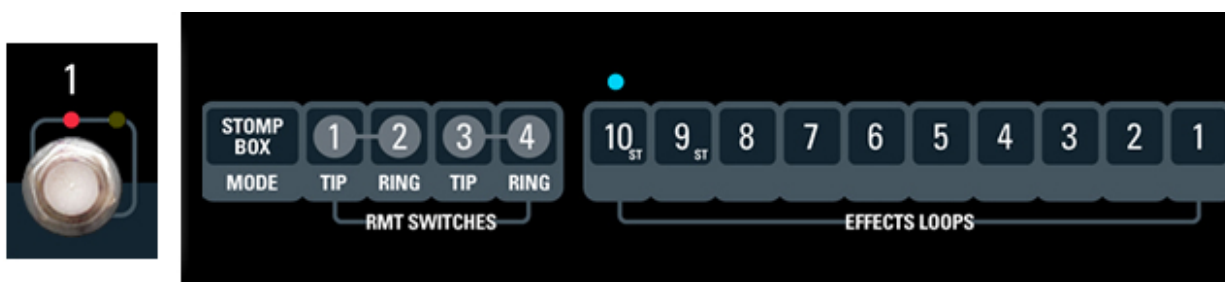 1
STOMP BOX
MODE
1 2 3 4
TIP RING TIP RING
RMT SWITCHES
10 ST 9 ST 8 7 6 5 4 3 2 1
EFFECTS LOOPS